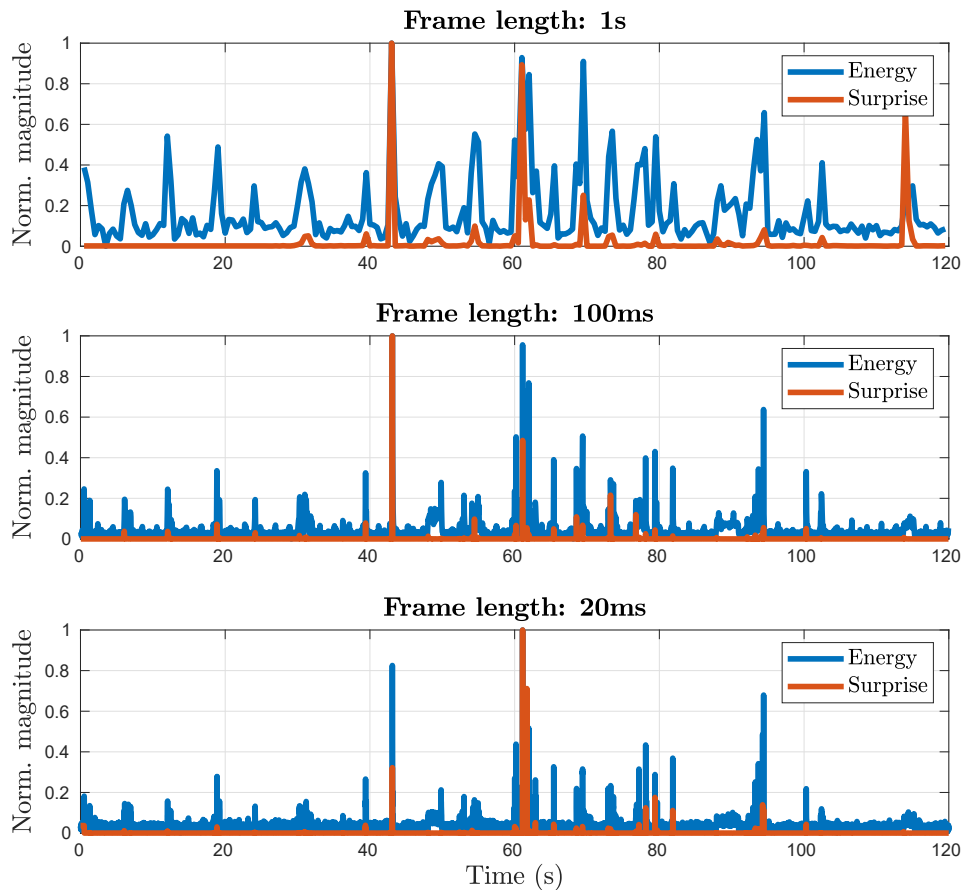 Frame length: 1s
Norm. magnitude
1
0.8
0.6
0.4
0.2
0
Energy
Surprise
0 20 40 60 80 100 120
Frame length: 100ms
Norm. magnitude
1
0.8
0.6
0.4
0.2
0
Energy
Surprise
0 20 40 60 80 100 120
Frame length: 20ms
Norm. magnitude
1
0.8
0.6
0.4
0.2
0
Energy
Surprise
0 20 40 60 80 100 120
Time (s)